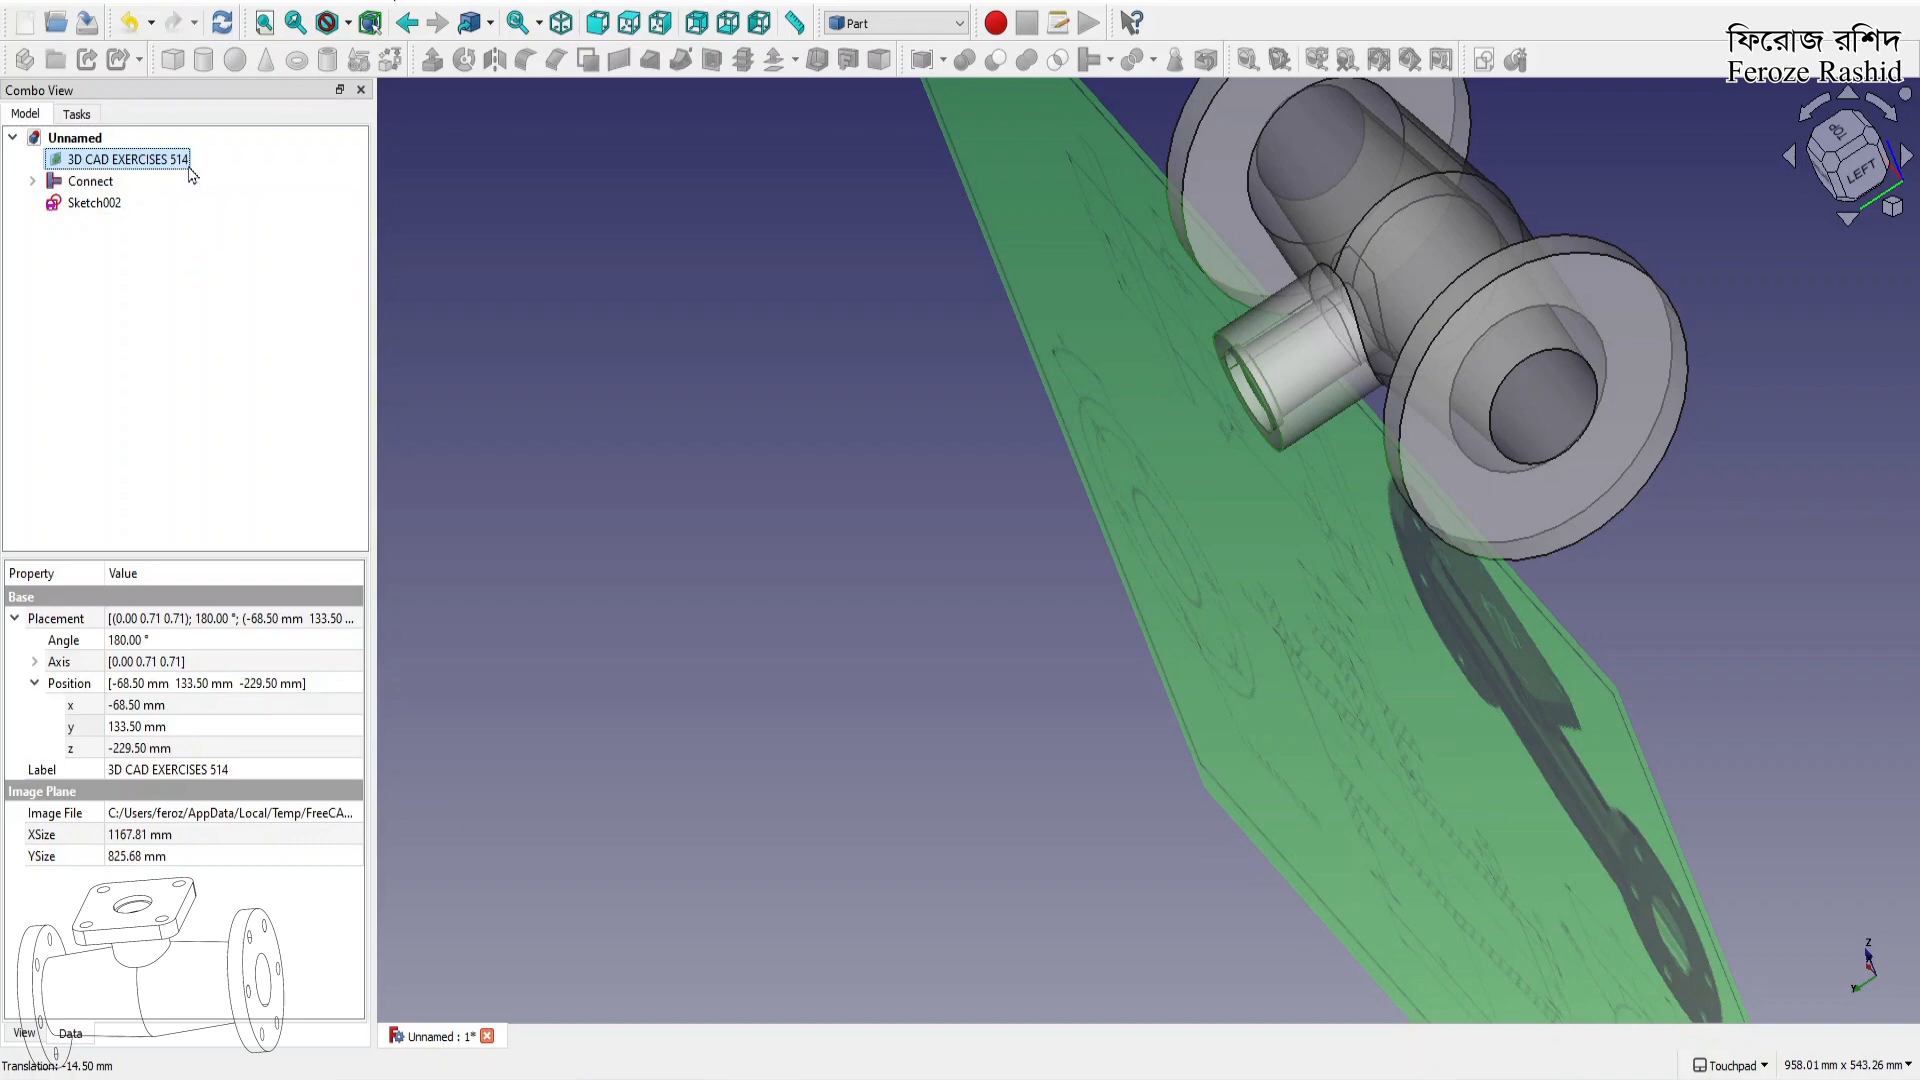 Part
ফিরোজ রশিদ
Feroze Rashid
Combo View
Model
Tasks
Unnamed
3D CAD EXERCISES 514
Connect
Sketch002
TOP
LEFT
Property Value
Base
Placement [(0.00 0.71 0.71); 180.00 °; (-68.50 mm 133.50 ...
Angle 180.00 °
Axis [0.00 0.71 0.71]
Position [-68.50 mm 133.50 mm -229.50 mm]
x -68.50 mm
y 133.50 mm
z -229.50 mm
Label 3D CAD EXERCISES 514
Image Plane
Image File C:/Users/feroz/AppData/Local/Temp/FreeCA...
XSize 1167.81 mm
YSize 825.68 mm
View Data
Unnamed : 1*
Z
Y
Translation: -14.50 mm
Touchpad
958.01 mm x 543.26 mm